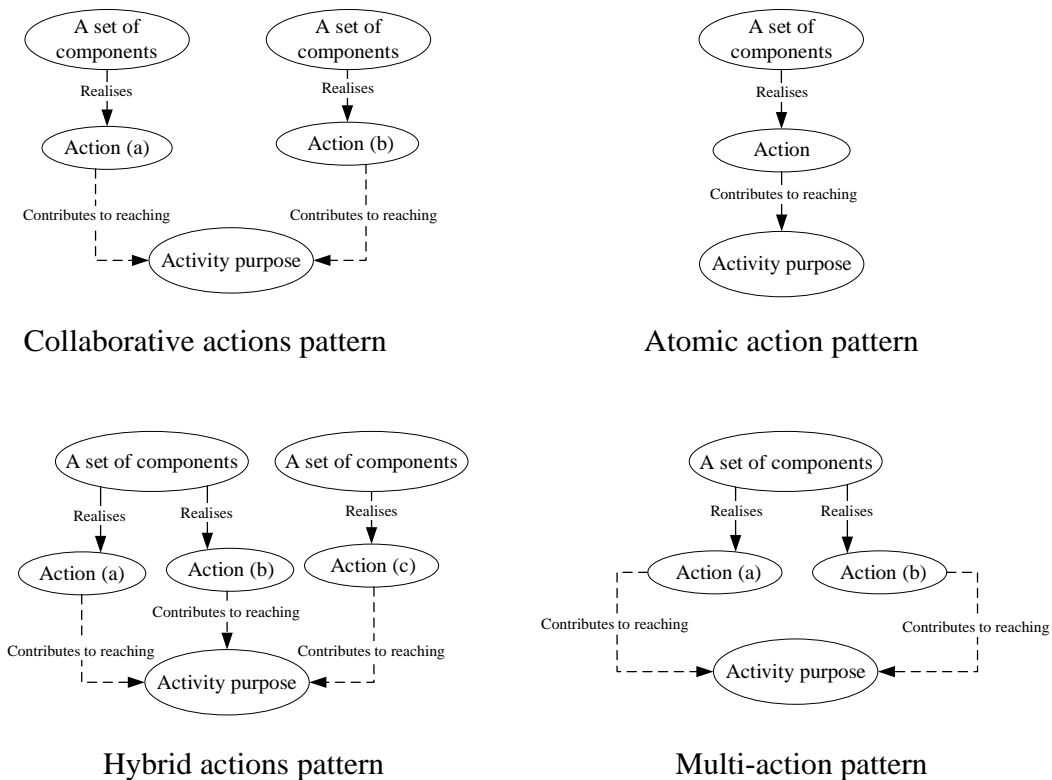 A set of
components
Realises
Action (a)
Contributes to reaching
A set of
components
Realises
Action (b)
Contributes to reaching
Activity purpose
Collaborative actions pattern
A set of
components
Realises
Action
Contributes to reaching
Activity purpose
Atomic action pattern
A set of components
A set of components
Realises
Realises
Realises
Action (a)
Action (b)
Action (c)
Contributes to reaching
Contributes to reaching
Contributes to reaching
Activity purpose
Hybrid actions pattern
A set of components
Realises
Realises
Action (a)
Action (b)
Contributes to reaching
Contributes to reaching
Activity purpose
Multi-action pattern